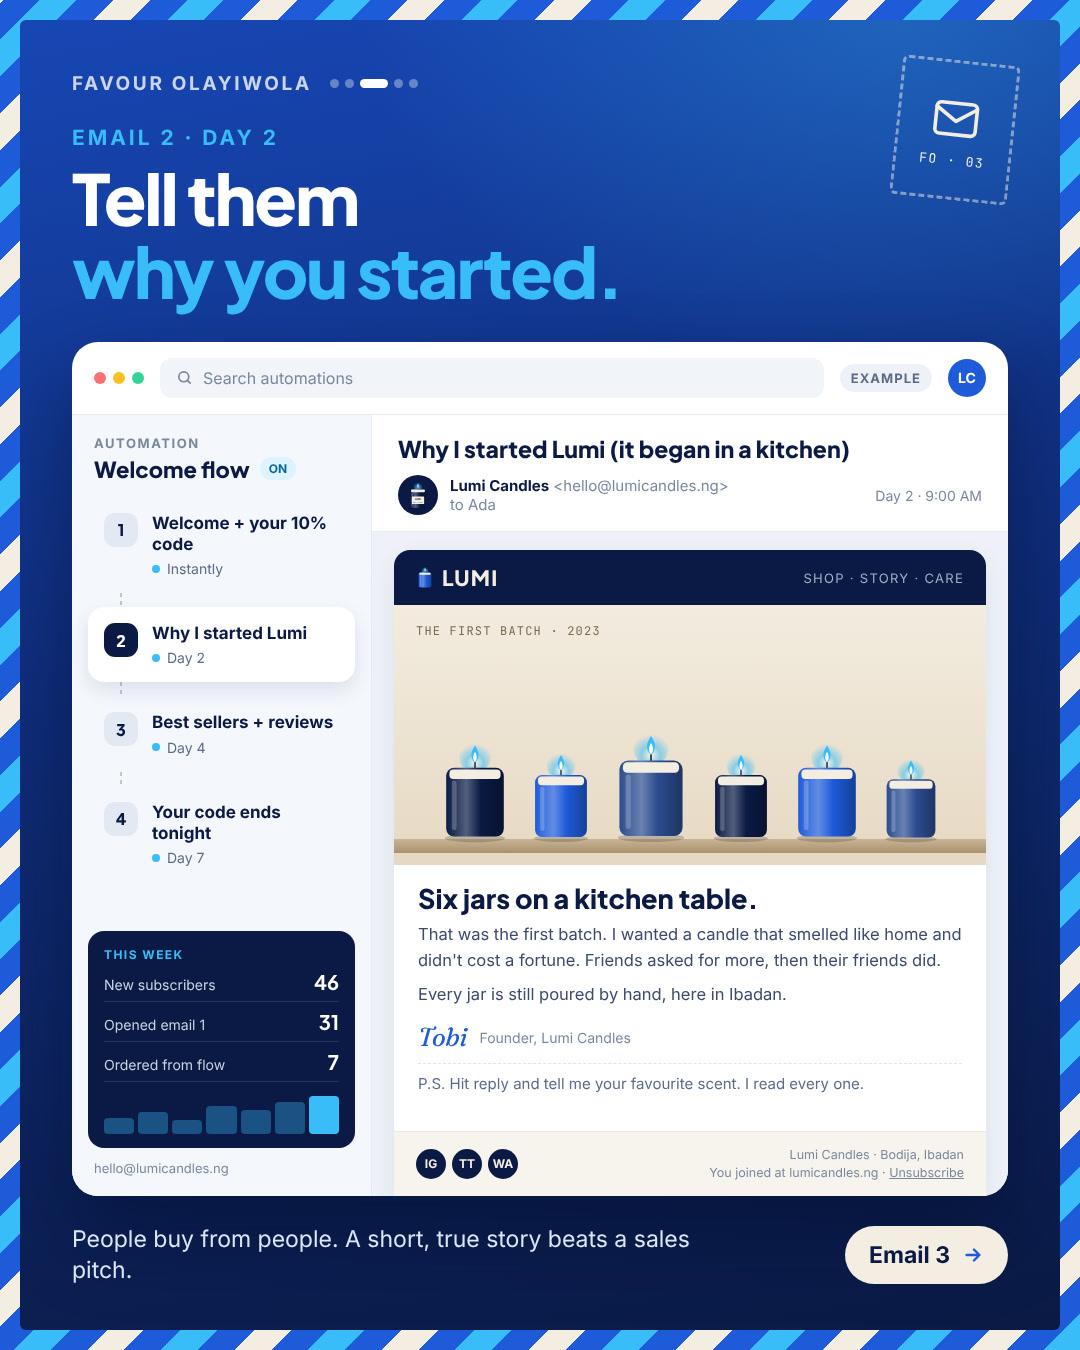 FAVOUR OLAYIWOLA
FO · 03
EMAIL 2 · DAY 2
Tell them
why you started.
Search automations
EXAMPLE
LC
AUTOMATION
Welcome flow ON
1
Welcome + your 10%
code
Instantly
2
Why I started Lumi
Day 2
3
Best sellers + reviews
Day 4
4
Your code ends
tonight
Day 7
THIS WEEK
New subscribers 46
Opened email 1 31
Ordered from flow 7
hello@lumicandles.ng
Why I started Lumi (it began in a kitchen)
Lumi Candles <hello@lumicandles.ng>
to Ada
Day 2 · 9:00 AM
LUMI
SHOP · STORY · CARE
THE FIRST BATCH · 2023
Six jars on a kitchen table.
That was the first batch. I wanted a candle that smelled like home and
didn't cost a fortune. Friends asked for more, then their friends did.
Every jar is still poured by hand, here in Ibadan.
Tobi Founder, Lumi Candles
P.S. Hit reply and tell me your favourite scent. I read every one.
IG TT WA
Lumi Candles · Bodija, Ibadan
You joined at lumicandles.ng · Unsubscribe
People buy from people. A short, true story beats a sales
pitch.
Email 3 →